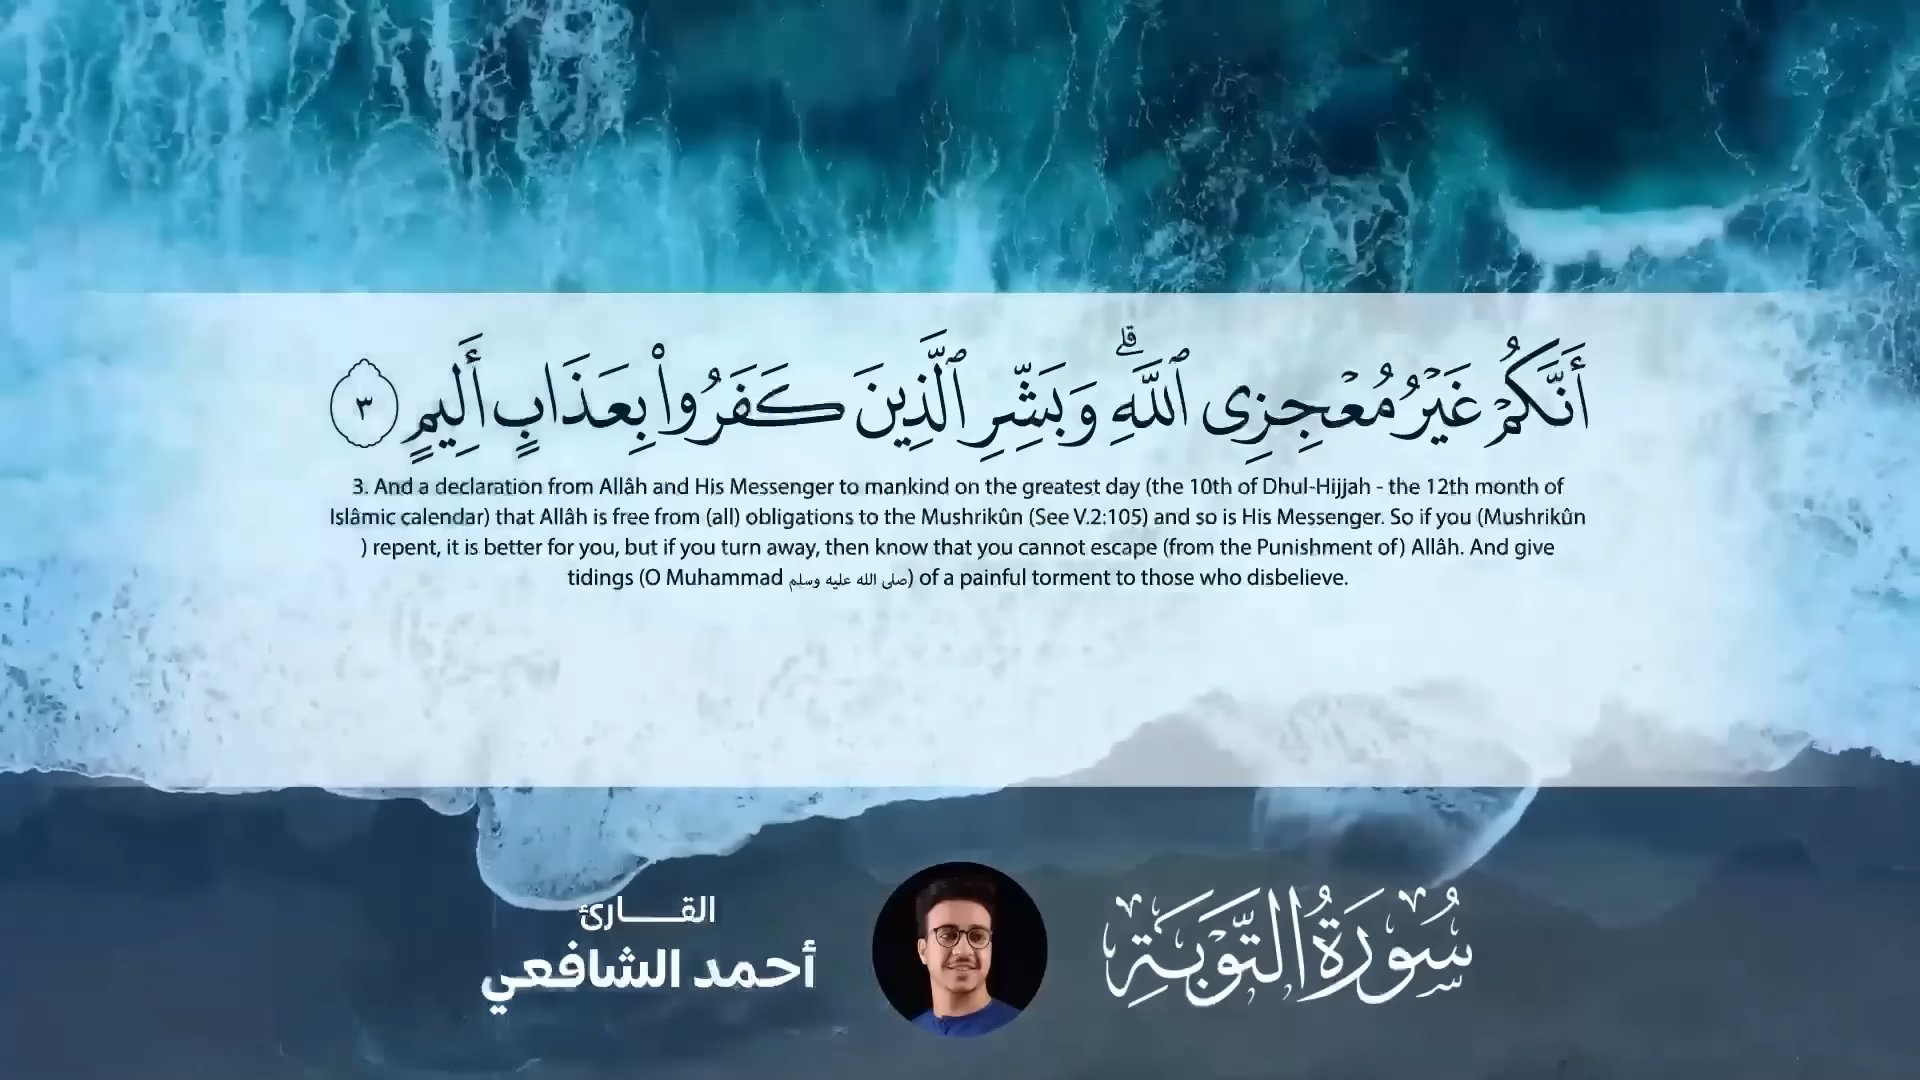 أَنَّكُمْ غَيْرُ مُعْجِزِى ٱللَّهِ ۗ وَبَشِّرِ ٱلَّذِينَ كَفَرُوا۟ بِعَذَابٍ أَلِيمٍ ٣
3. And a declaration from Allâh and His Messenger to mankind on the greatest day (the 10th of Dhul-Hijjah - the 12th month of
Islâmic calendar) that Allâh is free from (all) obligations to the Mushrikûn (See V.2:105) and so is His Messenger. So if you (Mushrikûn
) repent, it is better for you, but if you turn away, then know that you cannot escape (from the Punishment of) Allâh. And give
tidings (O Muhammad صلى الله عليه وسلم) of a painful torment to those who disbelieve.
سُورَةُ التَّوْبَةِ
القـــــارئ
أحمد الشافعي